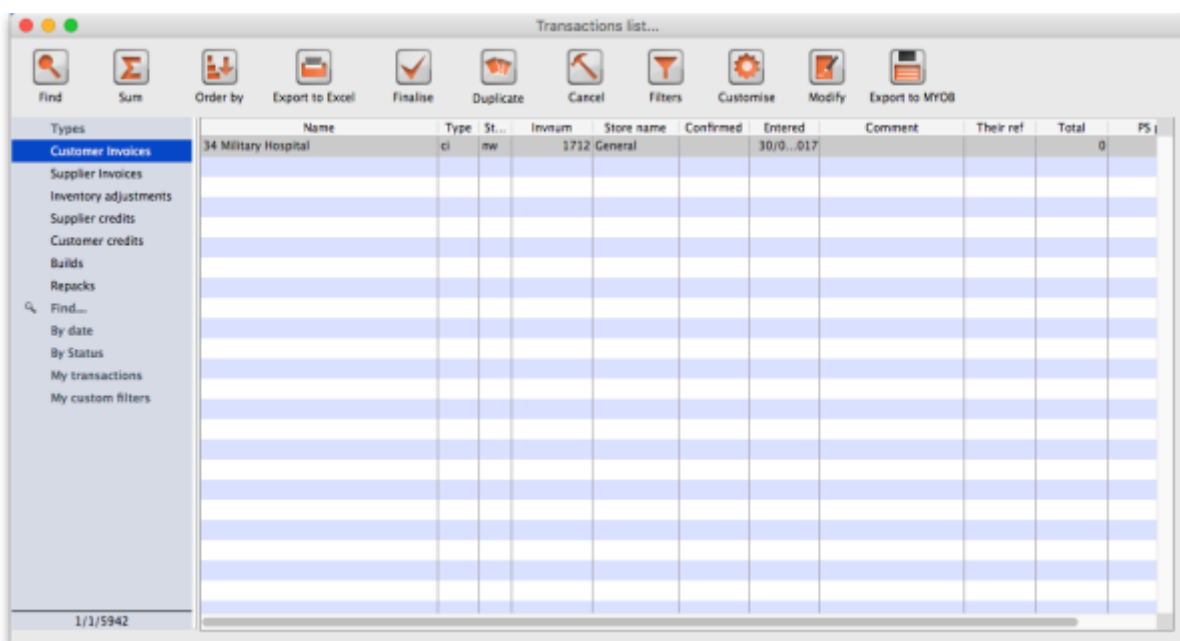 Transactions list...
Find Sum Order by Export to Excel Finalise Duplicate Cancel Filters Customise Modify Export to MYOB
Types
Customer Invoices
Supplier Invoices
Inventory adjustments
Supplier credits
Customer credits
Builds
Repacks
Find...
By date
By Status
My transactions
My custom filters
1/1/5942
Name Type St... Invnum Store name Confirmed Entered Comment Their ref Total PS
34 Military Hospital ci nw 1712 General 30/0...017 0